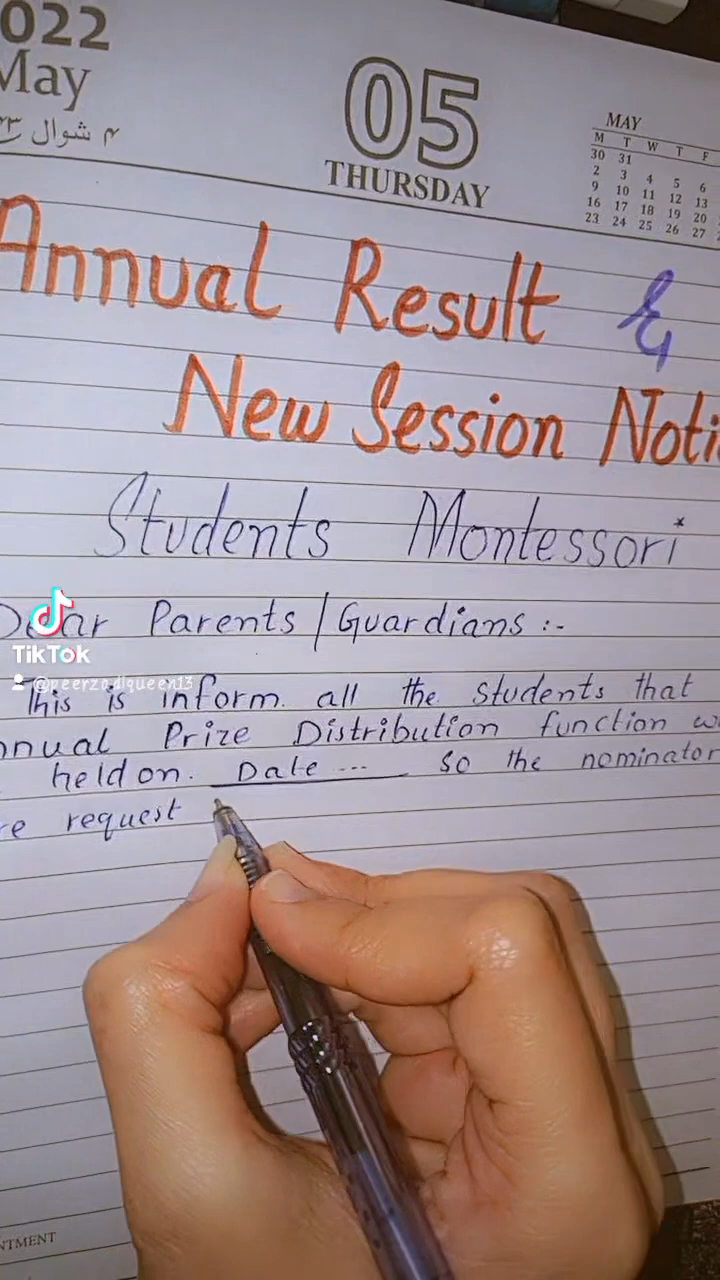 2022
May
۴ شوال
05
THURSDAY
MAY
M T W T F
30 31
2 3 4 5 6
9 10 11 12 13
16 17 18 19 20
23 24 25 26 27
Annual Result &
New Session Noti
Students Montessori
Dear Parents / Guardians :-
This is inform all the students that
nnual Prize Distribution function w
held on. Date --- so the nominator
re request
TikTok
@peerzadiqueen13
NTMENT